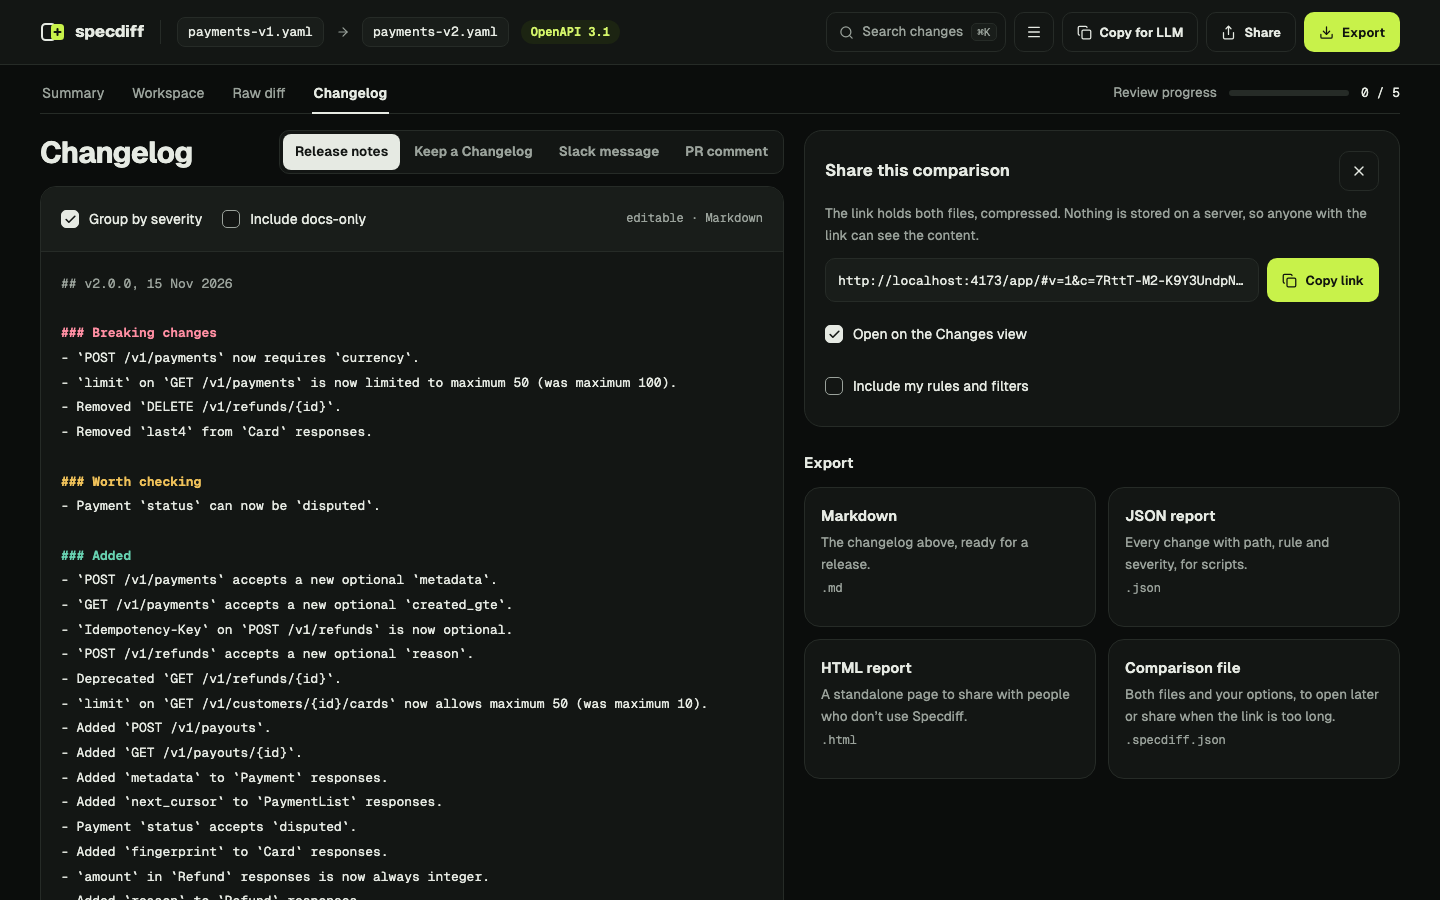 specdiff
payments-v1.yaml → payments-v2.yaml
OpenAPI 3.1
Search changes ⌘K
Copy for LLM
Share
Export
Summary
Workspace
Raw diff
Changelog
Review progress 0 / 5
Changelog
Release notes
Keep a Changelog
Slack message
PR comment
Group by severity
Include docs-only
editable · Markdown
## v2.0.0, 15 Nov 2026
### Breaking changes
- `POST /v1/payments` now requires `currency`.
- `limit` on `GET /v1/payments` is now limited to maximum 50 (was maximum 100).
- Removed `DELETE /v1/refunds/{id}`.
- Removed `last4` from `Card` responses.
### Worth checking
- Payment `status` can now be `disputed`.
### Added
- `POST /v1/payments` accepts a new optional `metadata`.
- `GET /v1/payments` accepts a new optional `created_gte`.
- `Idempotency-Key` on `POST /v1/refunds` is now optional.
- `POST /v1/refunds` accepts a new optional `reason`.
- Deprecated `GET /v1/refunds/{id}`.
- `limit` on `GET /v1/customers/{id}/cards` now allows maximum 50 (was maximum 10).
- Added `POST /v1/payouts`.
- Added `GET /v1/payouts/{id}`.
- Added `metadata` to `Payment` responses.
- Added `next_cursor` to `PaymentList` responses.
- Payment `status` accepts `disputed`.
- Added `fingerprint` to `Card` responses.
- `amount` in `Refund` responses is now always integer.
- Added `reason` to `Refund` responses.
Share this comparison
The link holds both files, compressed. Nothing is stored on a server, so anyone with the
link can see the content.
http://localhost:4173/app/#v=1&c=7RttT-M2-K9Y3UndpN…
Copy link
Open on the Changes view
Include my rules and filters
Export
Markdown
The changelog above, ready for a
release.
.md
JSON report
Every change with path, rule and
severity, for scripts.
.json
HTML report
A standalone page to share with people
who don't use Specdiff.
.html
Comparison file
Both files and your options, to open later
or share when the link is too long.
.specdiff.json